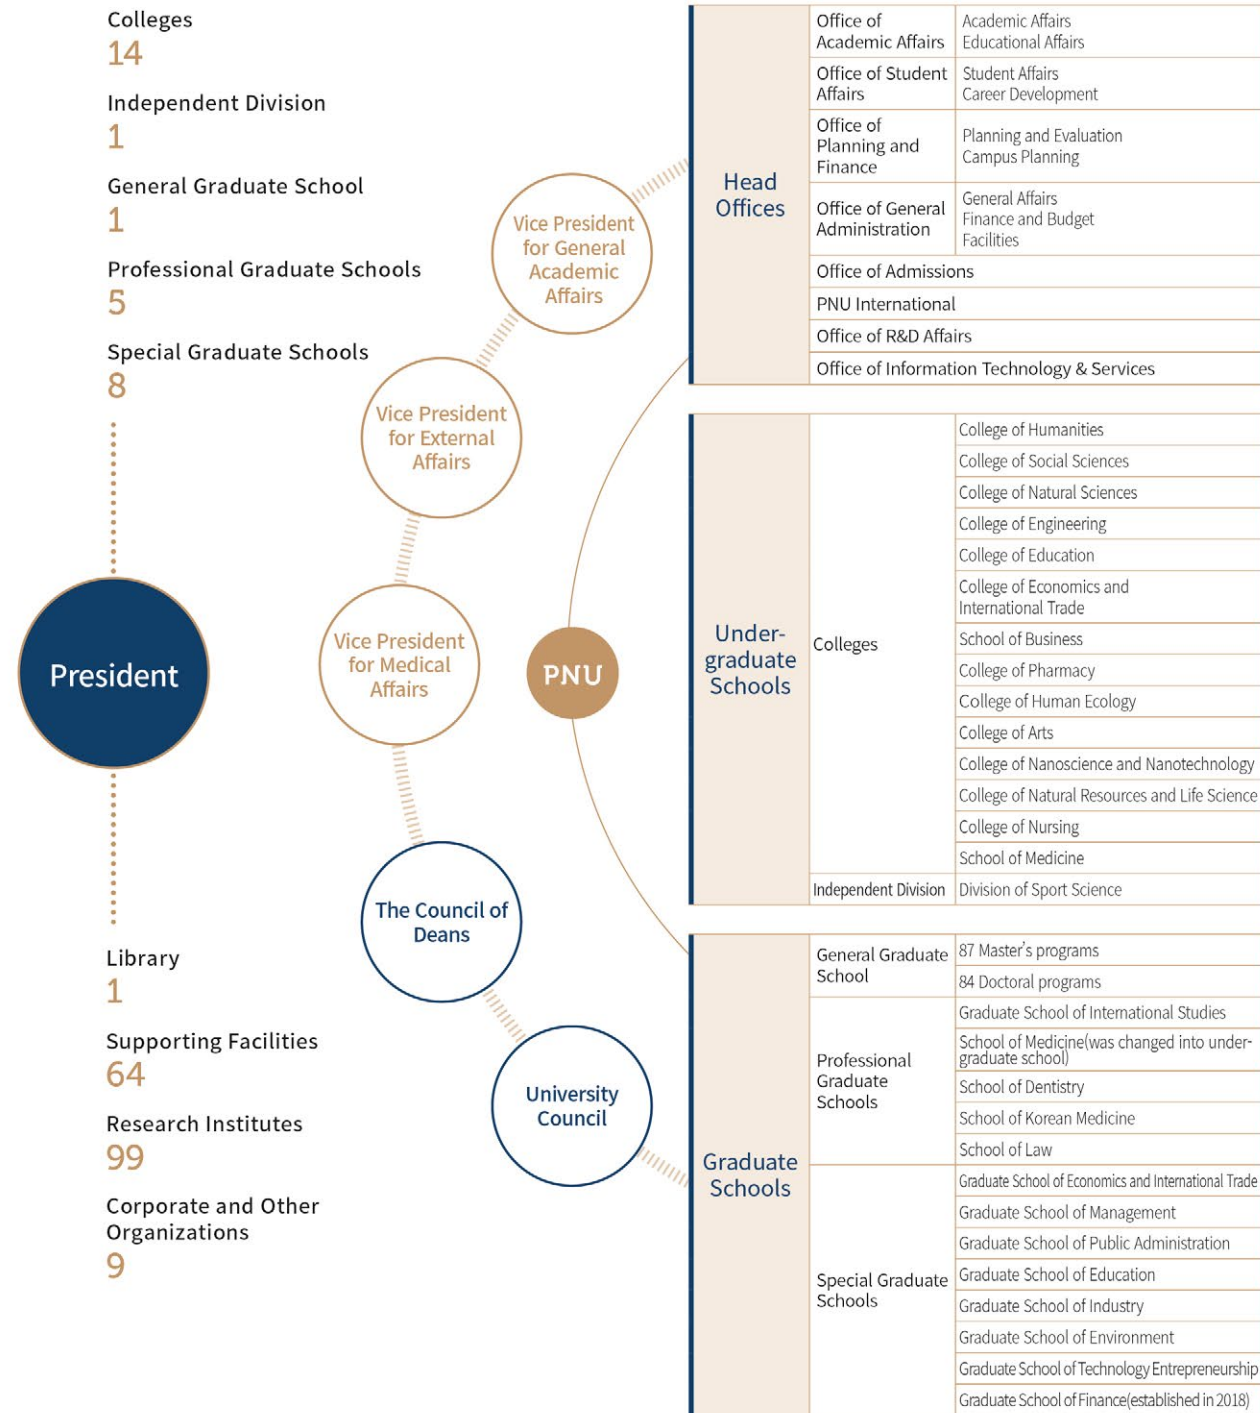 Colleges
14
Independent Division
1
General Graduate School
1
Professional Graduate Schools
5
Special Graduate Schools
8
President
Library
1
Supporting Facilities
64
Research Institutes
99
Corporate and Other
Organizations
9
Vice President
for General
Academic
Affairs
Vice President
for External
Affairs
Vice President
for Medical
Affairs
The Council of
Deans
University
Council
PNU
Head
Offices
Office of
Academic Affairs
Academic Affairs
Educational Affairs
Office of Student
Affairs
Student Affairs
Career Development
Office of
Planning and
Finance
Planning and Evaluation
Campus Planning
Office of General
Administration
General Affairs
Finance and Budget
Facilities
Office of Admissions
PNU International
Office of R&D Affairs
Office of Information Technology & Services
Under-
graduate
Schools
Colleges
College of Humanities
College of Social Sciences
College of Natural Sciences
College of Engineering
College of Education
College of Economics and
International Trade
School of Business
College of Pharmacy
College of Human Ecology
College of Arts
College of Nanoscience and Nanotechnology
College of Natural Resources and Life Science
College of Nursing
School of Medicine
Independent Division
Division of Sport Science
Graduate
Schools
General Graduate
School
87 Master's programs
84 Doctoral programs
Professional
Graduate
Schools
Graduate School of International Studies
School of Medicine(was changed into under-
graduate school)
School of Dentistry
School of Korean Medicine
School of Law
Special Graduate
Schools
Graduate School of Economics and International Trade
Graduate School of Management
Graduate School of Public Administration
Graduate School of Education
Graduate School of Industry
Graduate School of Environment
Graduate School of Technology Entrepreneurship
Graduate School of Finance(established in 2018)